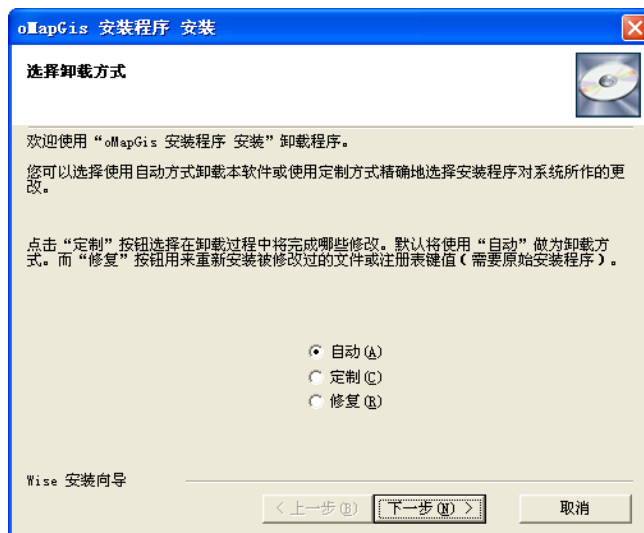 oMapGis 安装程序 安装
选择卸载方式
欢迎使用“oMapGis 安装程序 安装”卸载程序。
您可以选择使用自动方式卸载本软件或使用定制方式精确地选择安装程序对系统所作的更
改。
点击“定制”按钮选择在卸载过程中将完成哪些修改。默认将使用“自动”做为卸载方
式。而“修复”按钮用来重新安装被修改过的文件或注册表键值(需要原始安装程序)。
自动(A)
定制(C)
修复(R)
Wise 安装向导
< 上一步(B)
下一步(N) >
取消